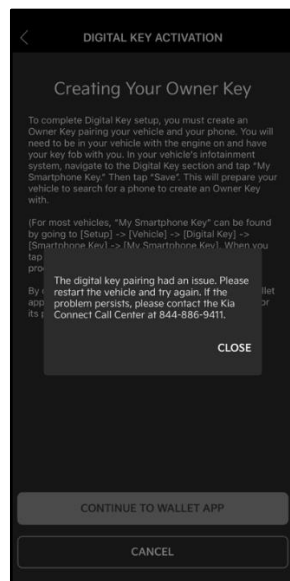 DIGITAL KEY ACTIVATION
Creating Your Owner Key
To complete Digital Key setup, you must create an
Owner Key pairing your vehicle and your phone. You will
need to be in your vehicle with the engine on and have
your key fob with you. In your vehicle's infotainment
system, navigate to the Digital Key section and tap "My
Smartphone Key." Then tap "Save". This will prepare your
vehicle to search for a phone to create an Owner Key
with.
(For most vehicles, "My Smartphone Key" can be found
by going to [Setup] -> [Vehicle] -> [Digital Key] ->
[Smartphone Key] -> [My Smartphone Key]. When you
tap
The digital key pairing had an issue. Please
restart the vehicle and try again. If the
problem persists, please contact the Kia
Connect Call Center at 844-886-9411.
CLOSE
CONTINUE TO WALLET APP
CANCEL